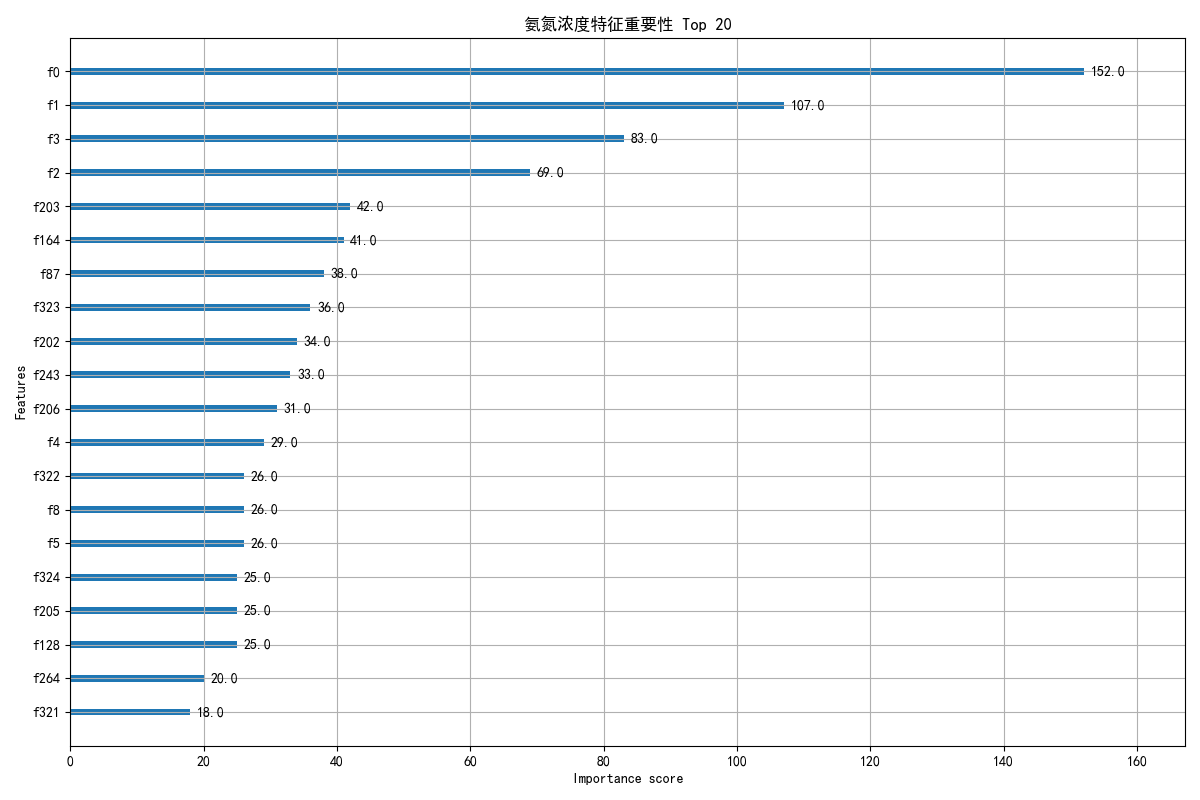 氨氮浓度特征重要性 Top 20
f0 152.0
f1 107.0
f3 83.0
f2 69.0
f203 42.0
f164 41.0
f87 38.0
f323 36.0
f202 34.0
f243 33.0
f206 31.0
f4 29.0
f322 26.0
f8 26.0
f5 26.0
f324 25.0
f205 25.0
f128 25.0
f264 20.0
f321 18.0
Features
0 20 40 60 80 100 120 140 160
Importance score